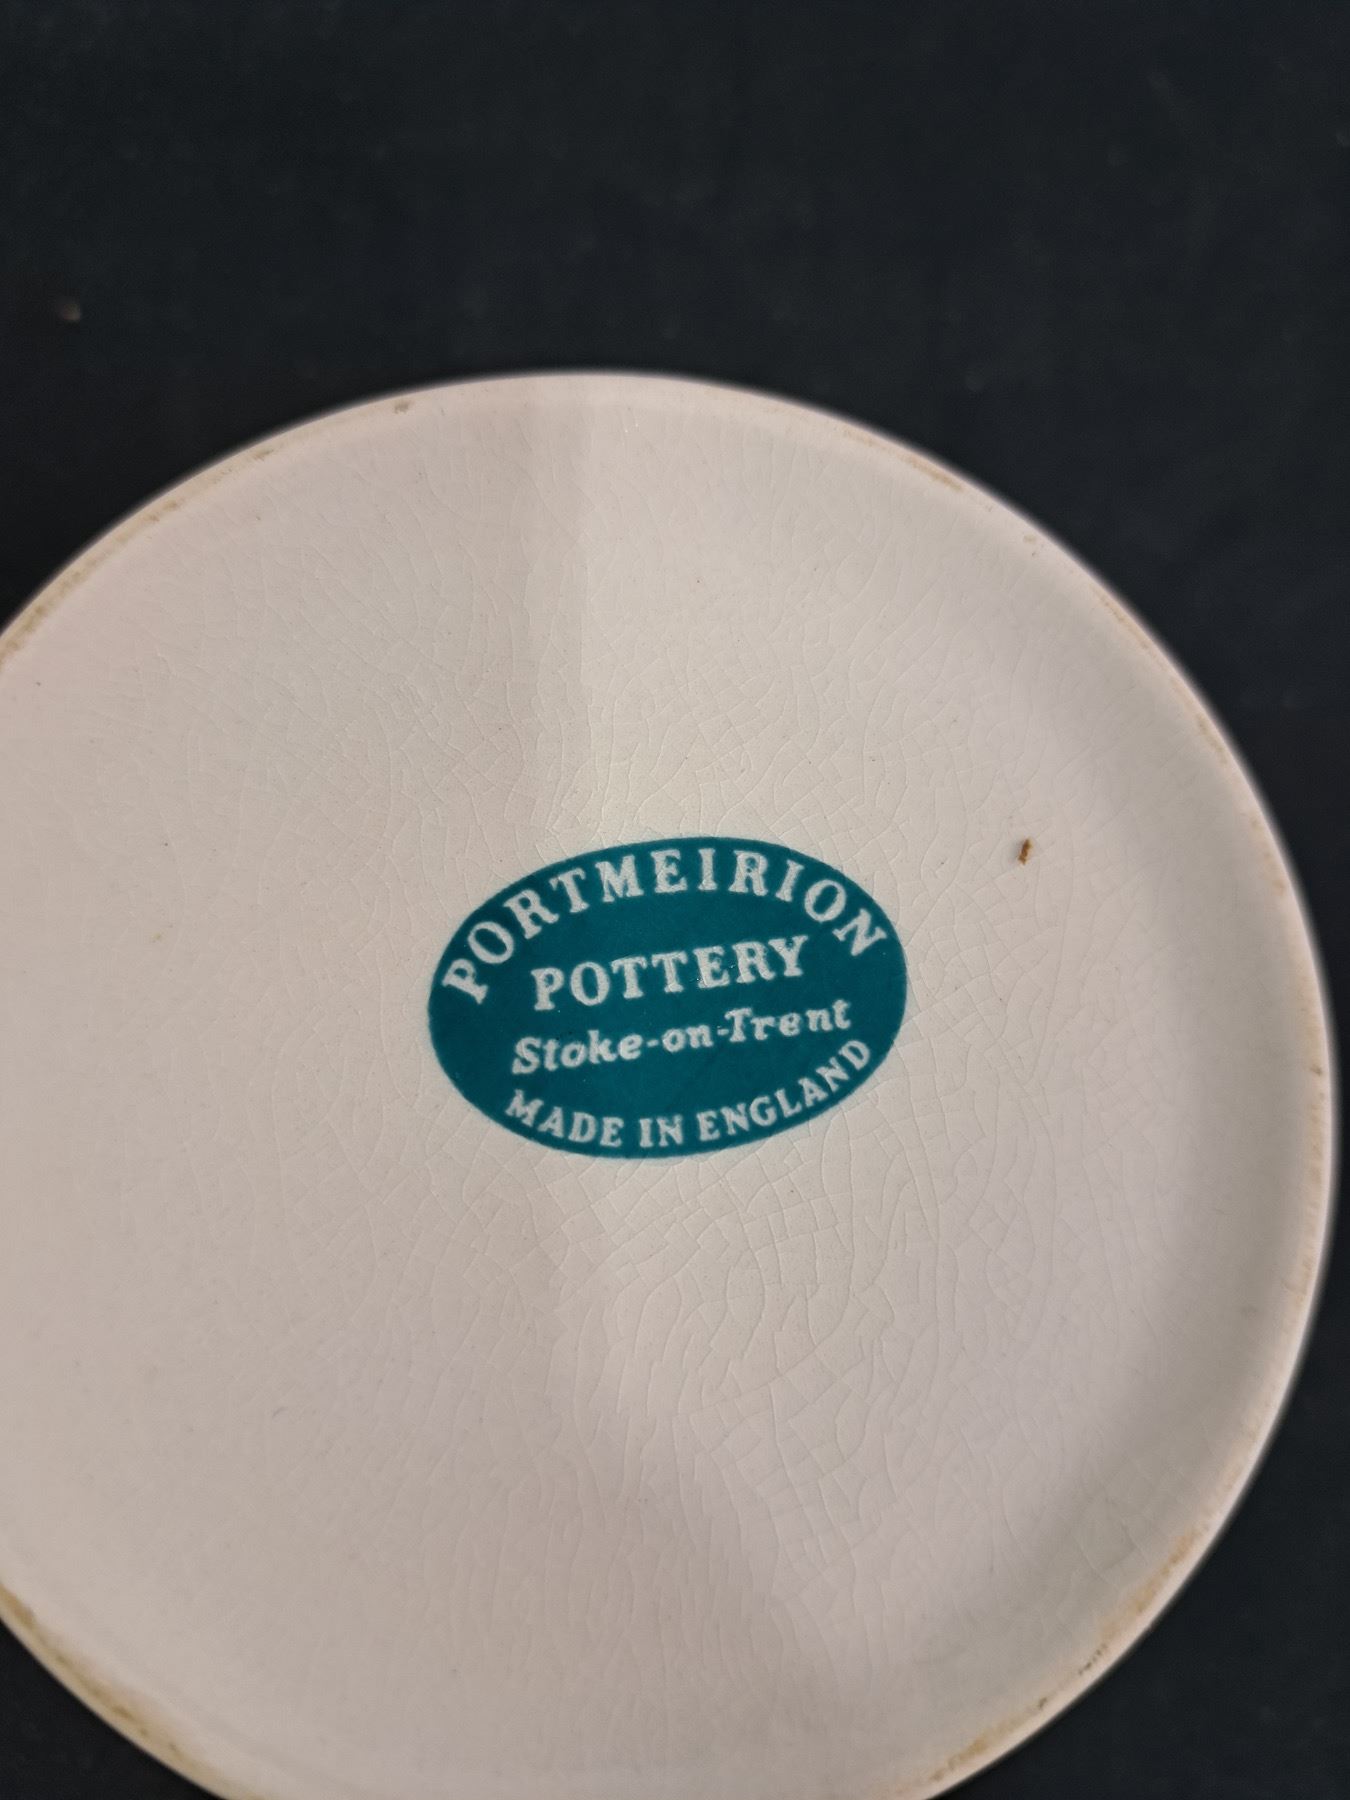 PORTMEIRION
POTTERY
Stoke-on-Trent
MADE IN ENGLAND